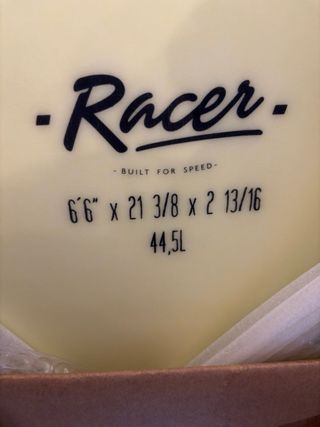 - Racer -
- BUILT FOR SPEED-
6'6" x 21 3/8 x 2 13/16
44,5L